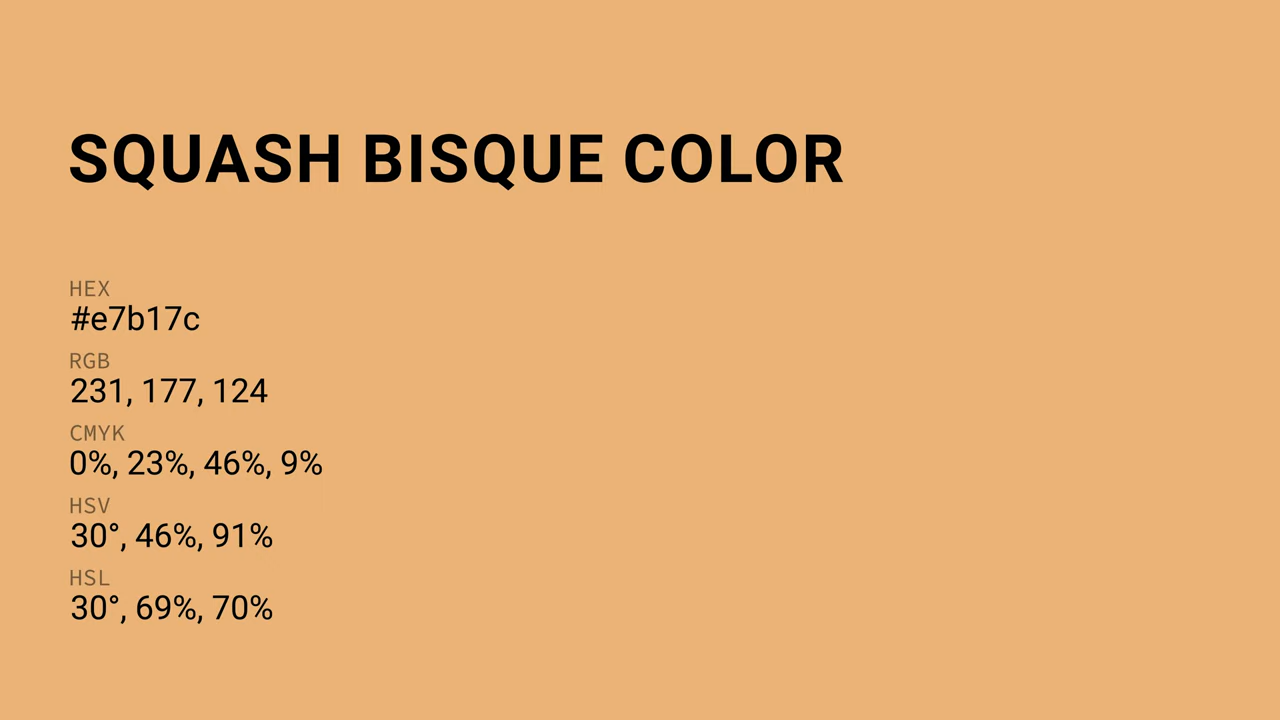 SQUASH BISQUE COLOR
HEX
#e7b17c
RGB
231, 177, 124
CMYK
0%, 23%, 46%, 9%
HSV
30°, 46%, 91%
HSL
30°, 69%, 70%